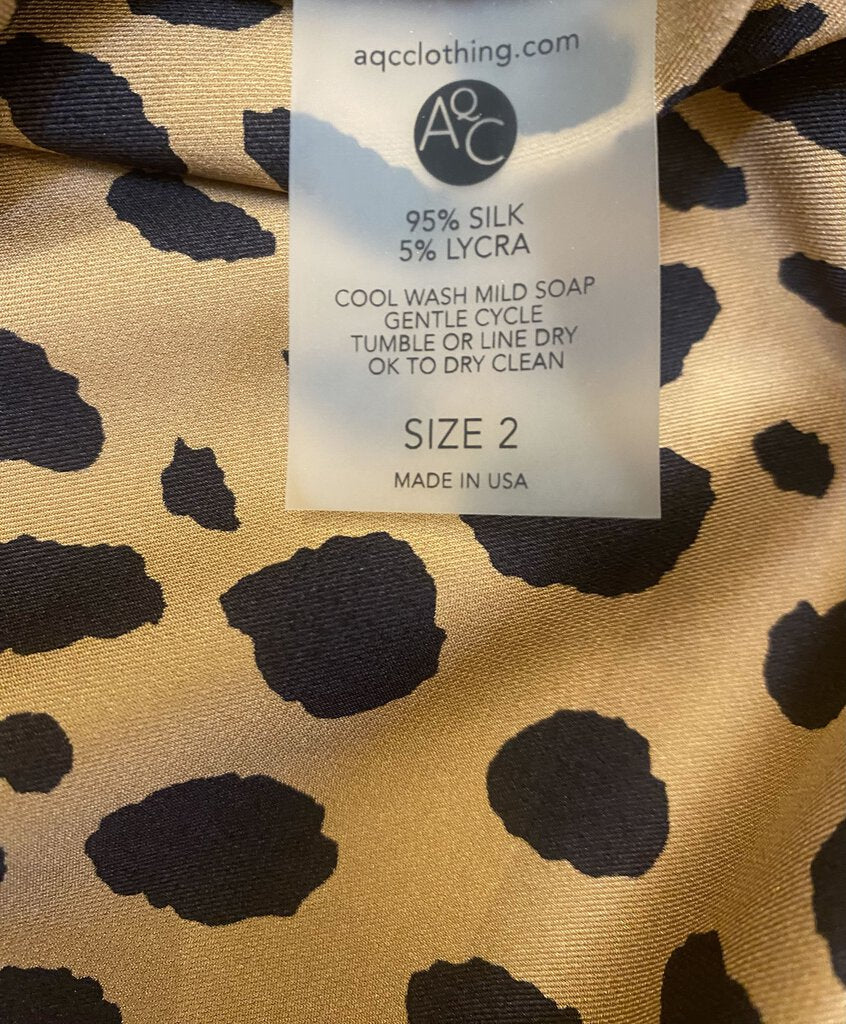 aqcclothing.com
AQC
95% SILK
5% LYCRA
COOL WASH MILD SOAP
GENTLE CYCLE
TUMBLE OR LINE DRY
OK TO DRY CLEAN
SIZE 2
MADE IN USA